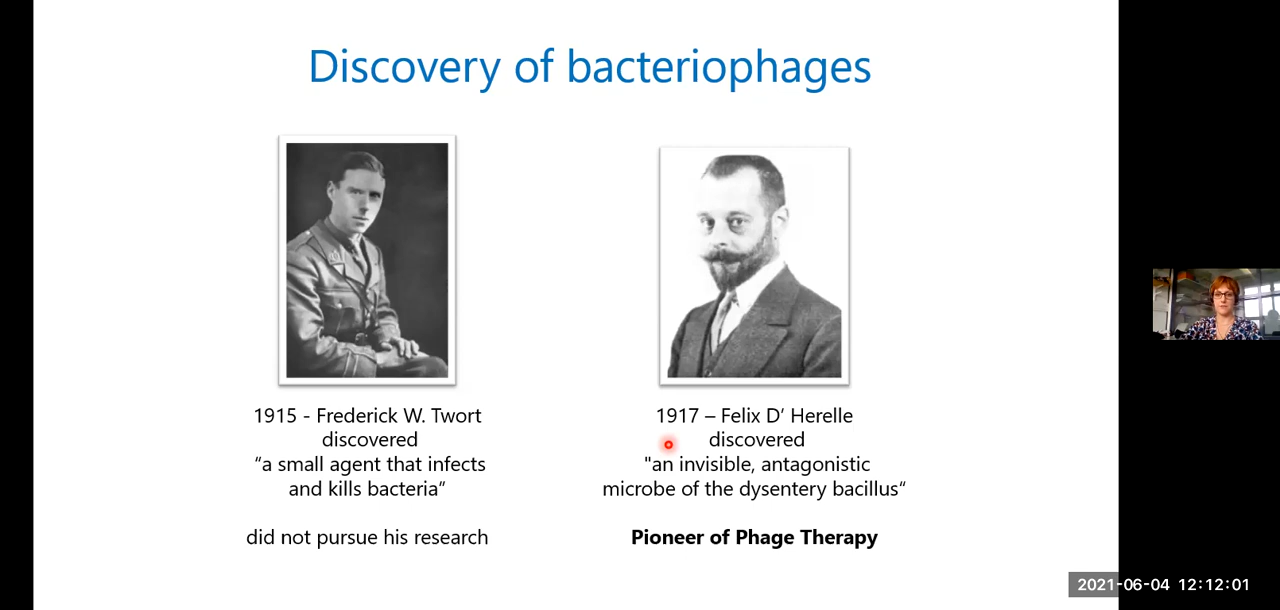 Discovery of bacteriophages
1915 - Frederick W. Twort
discovered
“a small agent that infects
and kills bacteria”
did not pursue his research
1917 – Felix D’ Herelle
discovered
"an invisible, antagonistic
microbe of the dysentery bacillus“
Pioneer of Phage Therapy
2021-06-04 12:12:01